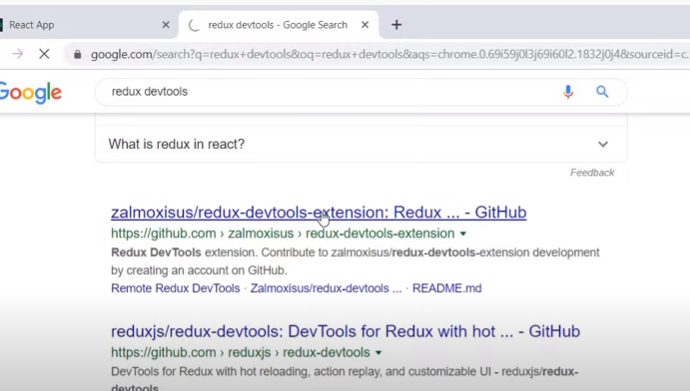 React App
redux devtools - Google Search
google.com/search?q=redux+devtools&oq=redux+devtools&aqs=chrome.0.69i59j0l3j69i60l2.1832j0j4&sourceid=c.
Google
redux devtools
What is redux in react?
Feedback
zalmoxisus/redux-devtools-extension: Redux ... - GitHub
https://github.com › zalmoxisus › redux-devtools-extension
Redux DevTools extension. Contribute to zalmoxisus/redux-devtools-extension development
by creating an account on GitHub.
Remote Redux DevTools · Zalmoxisus/redux-devtools ... · README.md
reduxjs/redux-devtools: DevTools for Redux with hot ... - GitHub
https://github.com › reduxjs › redux-devtools
DevTools for Redux with hot reloading, action replay, and customizable UI - reduxjs/redux-
devtools